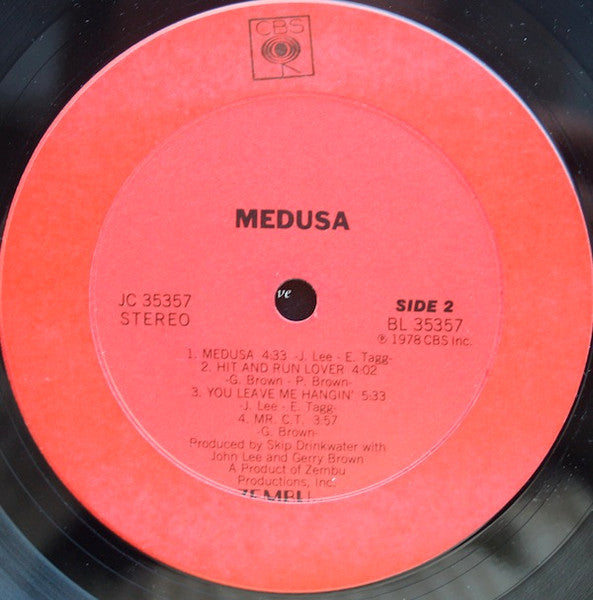 CBS
MEDUSA
JC 35357
STEREO
ve
SIDE 2
BL 35357
℗ 1978 CBS Inc.
1. MEDUSA 4:33 -J. Lee - E. Tagg-
2. HIT AND RUN LOVER 4:02
-G. Brown - P. Brown-
3. YOU LEAVE ME HANGIN' 5:33
-J. Lee - E. Tagg-
4. MR. C.T. 3:57
-G. Brown-
Produced by Skip Drinkwater with
John Lee and Gerry Brown
A Product of Zembu
Productions, Inc.
ZEMBU